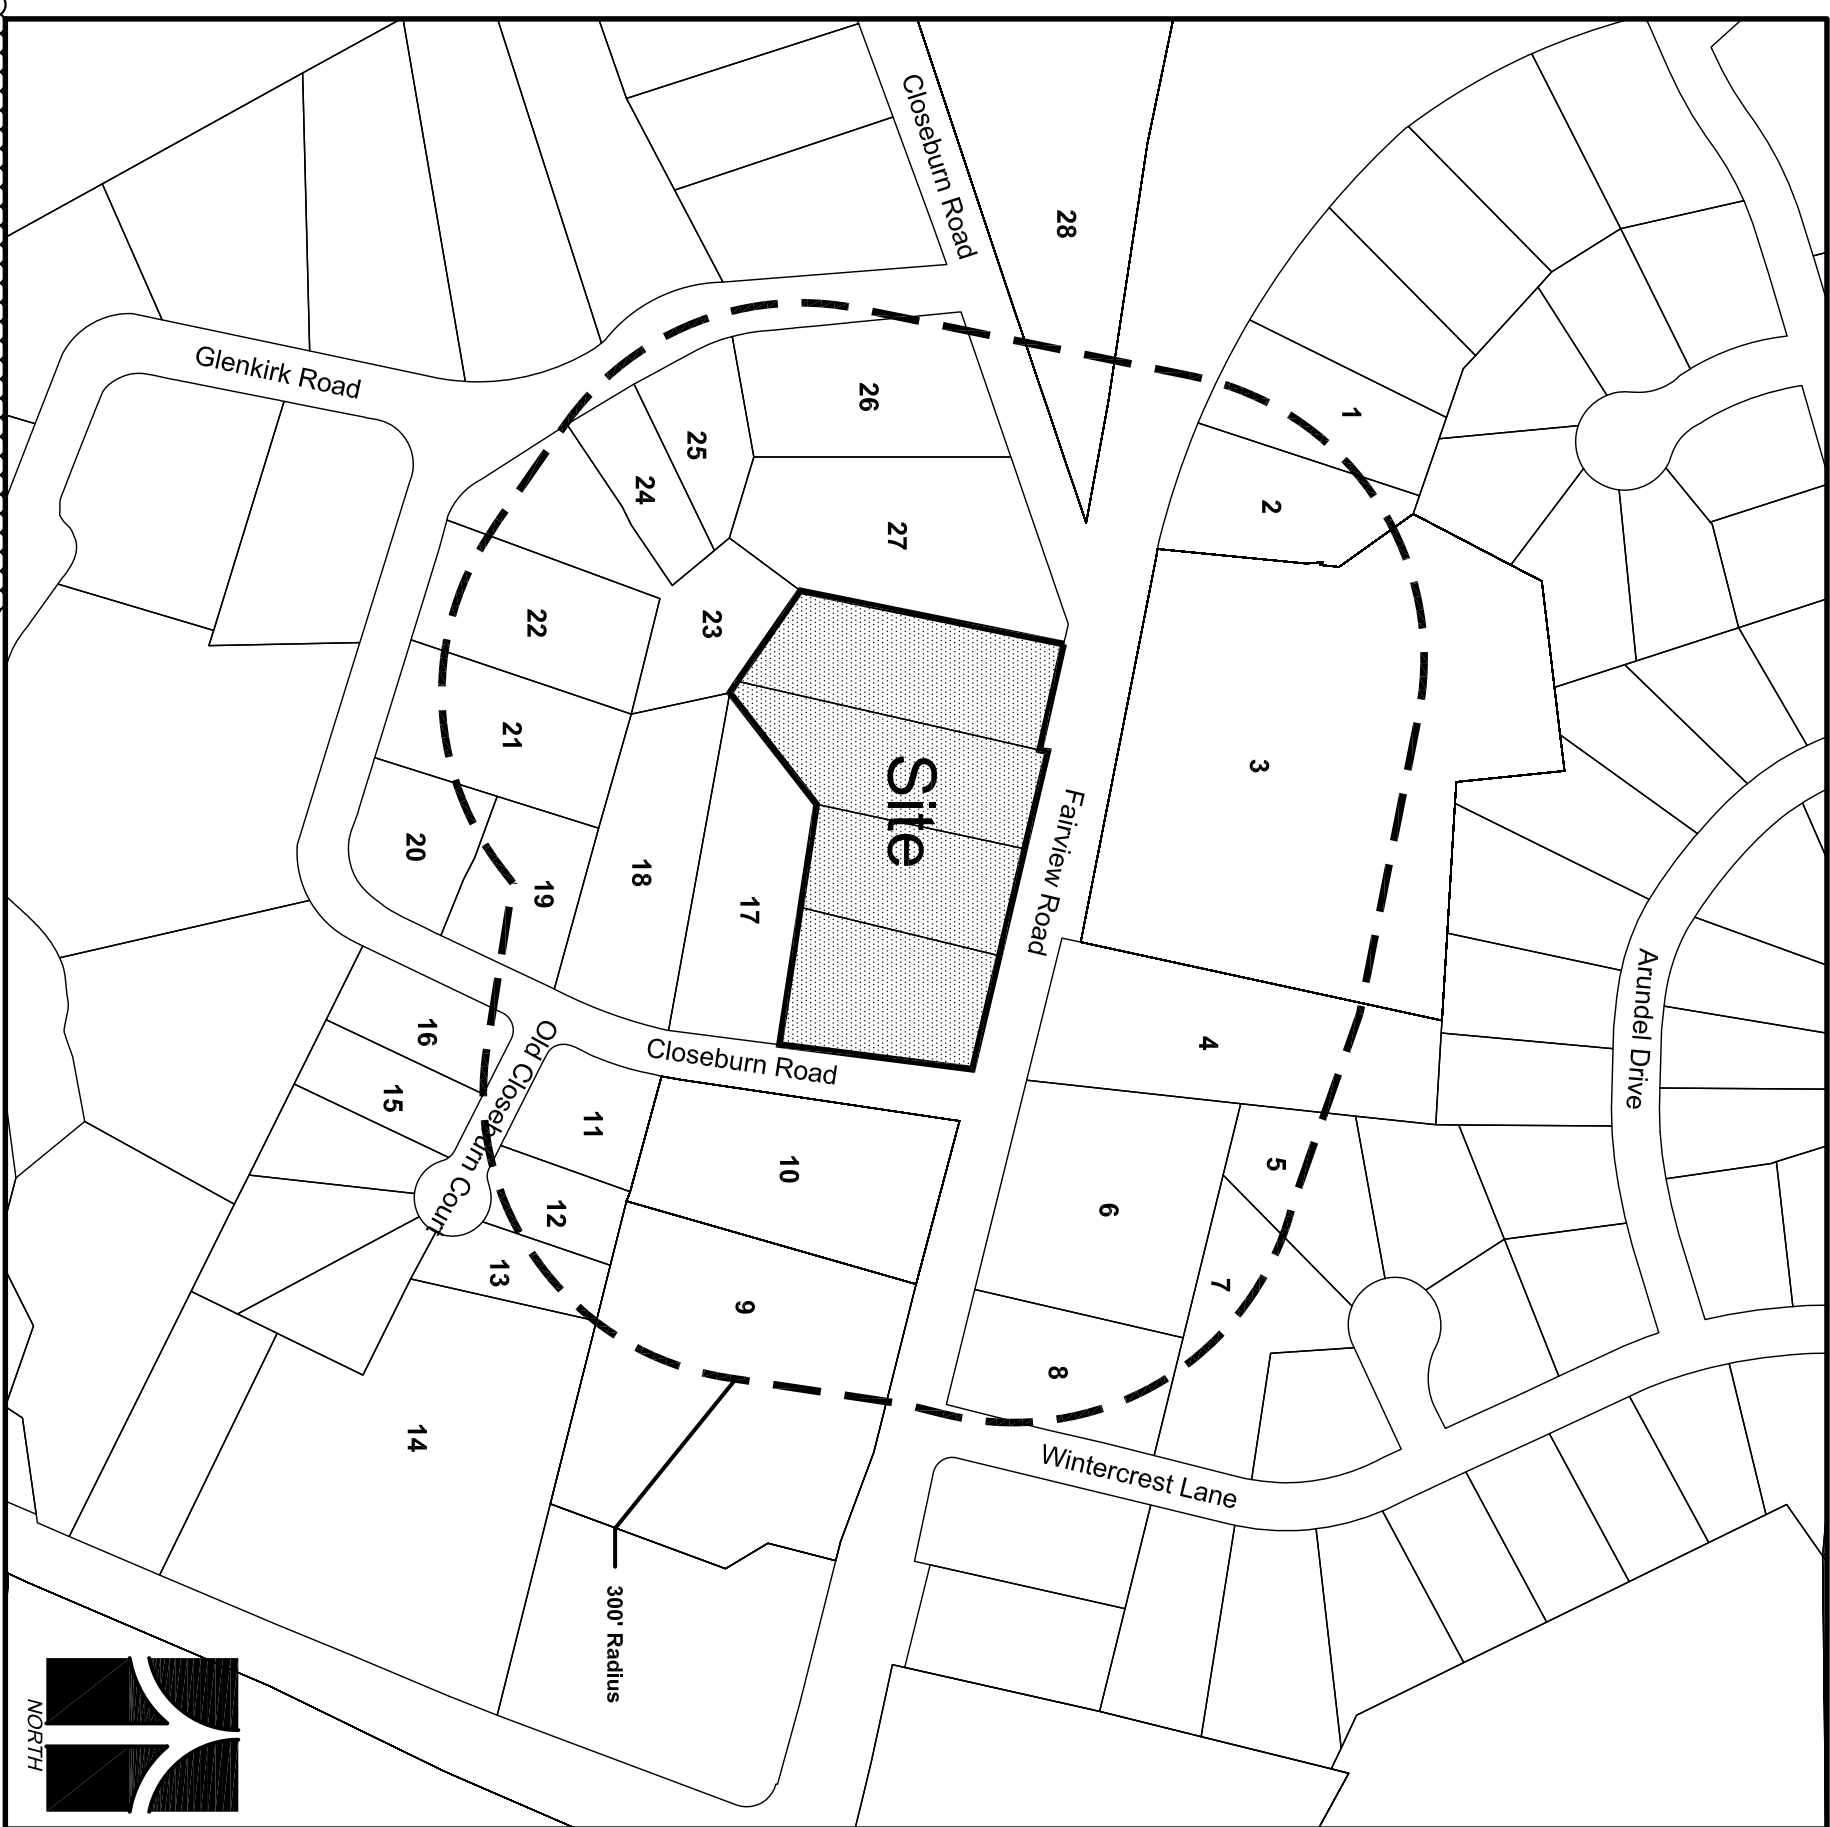 Closeburn Road
28
Glenkirk Road
26
25
24
27
1
2
22
23
21
20
19
18
17
Site
Fairview Road
3
Arundel Drive
4
16
15
Old Closeburn Court
Closeburn Road
11
12
13
10
9
5
6
7
8
14
Wintercrest Lane
300' Radius
NORTH